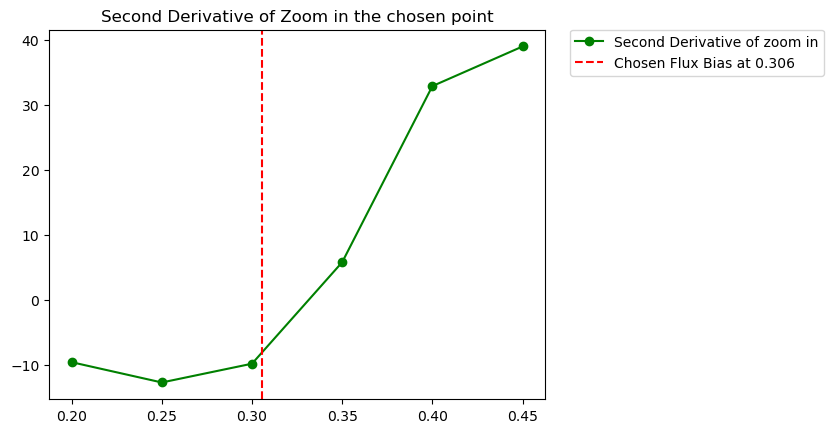 Second Derivative of Zoom in the chosen point
Second Derivative of zoom in
Chosen Flux Bias at 0.306
40
30
20
10
0
−10
0.20 0.25 0.30 0.35 0.40 0.45